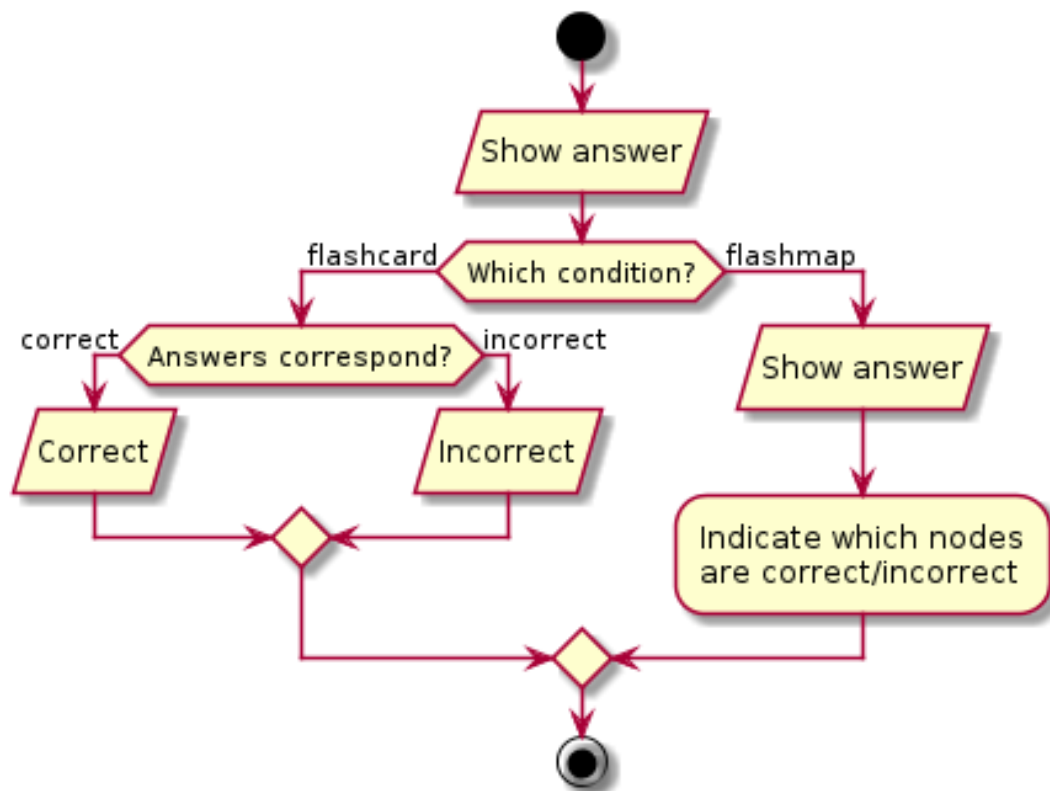 Show answer
flashcard
Which condition?
flashmap
correct
Answers correspond?
incorrect
Show answer
Correct
Incorrect
Indicate which nodes
are correct/incorrect